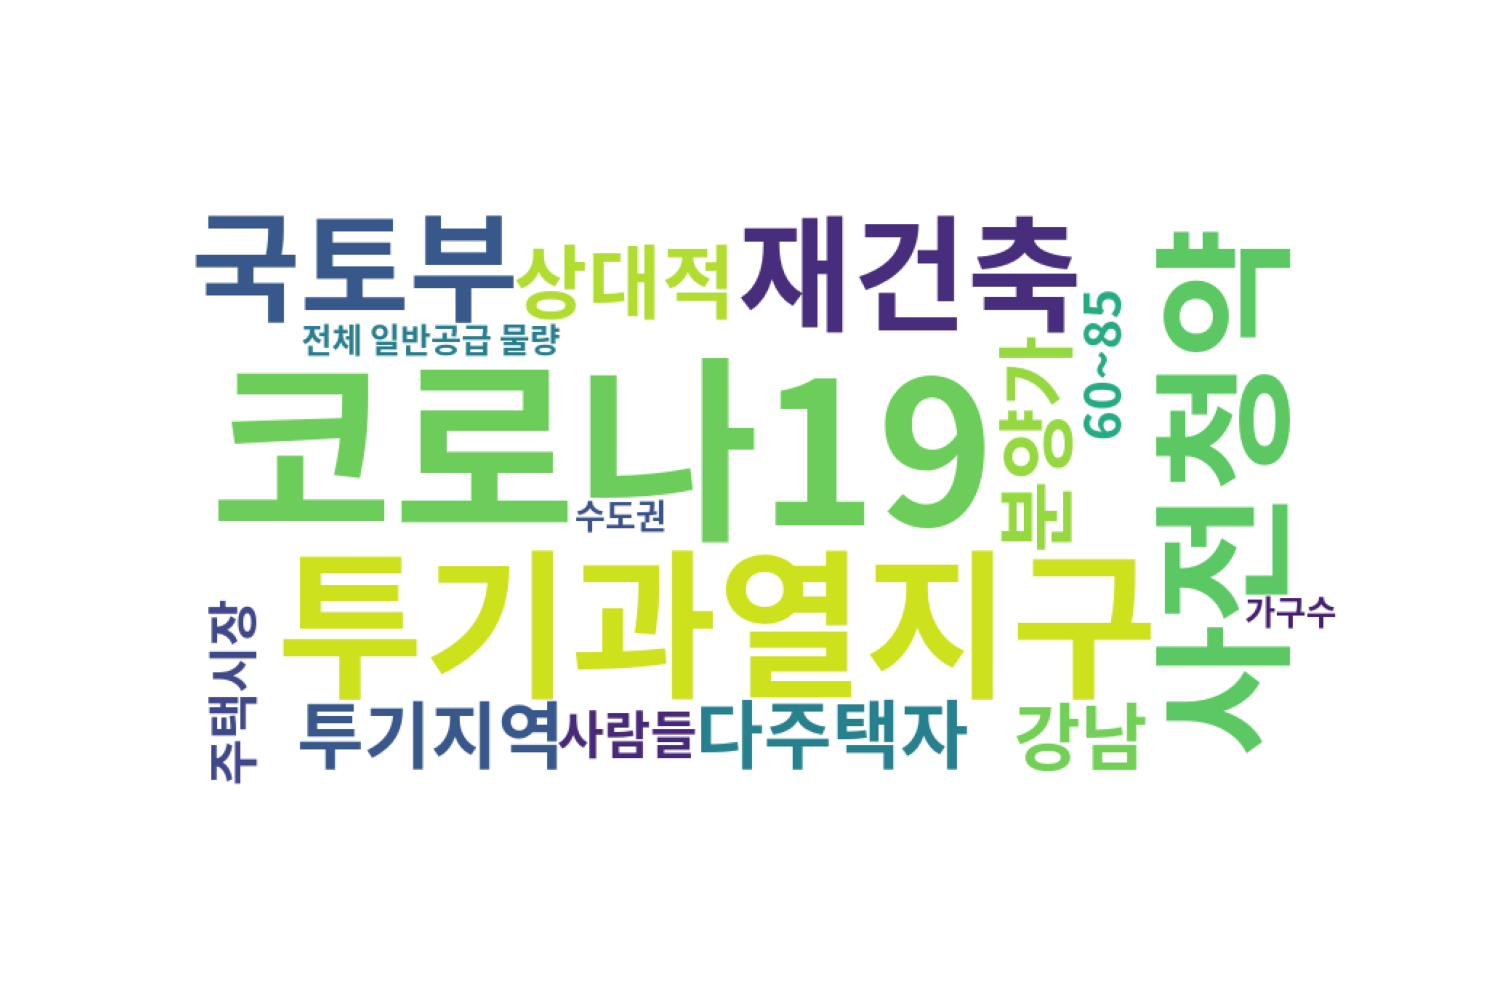 국토부
상대적
재건축
전체 일반공급 물량
코로나19
분양가
60~85
사전청약
수도권
투기과열지구
가구수
주택시장
투기지역
사람들
다주택자
강남